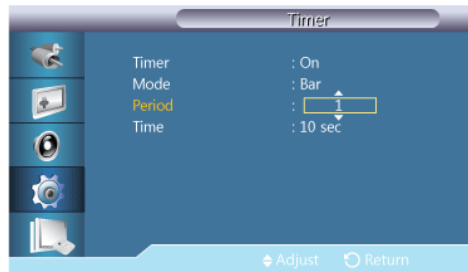 Timer
Timer : On
Mode : Bar
Period : 1
Time : 10 sec
Adjust Return